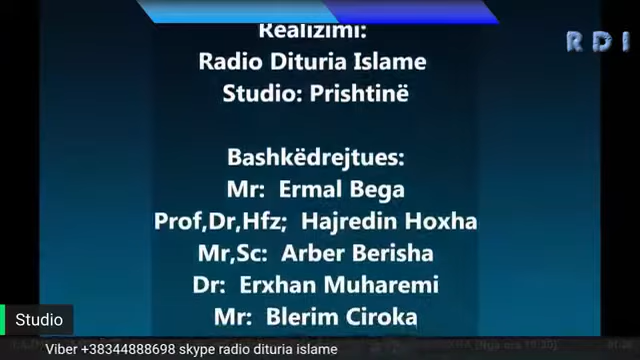 Realizimi:
RDI
Radio Dituria Islame
Studio: Prishtinë
Bashkëdrejtues:
Mr: Ermal Bega
Prof,Dr,Hfz; Hajredin Hoxha
Mr,Sc: Arber Berisha
Dr: Erxhan Muharemi
Mr: Blerim Ciroka
Studio
Viber +38344888698 skype radio dituria islame